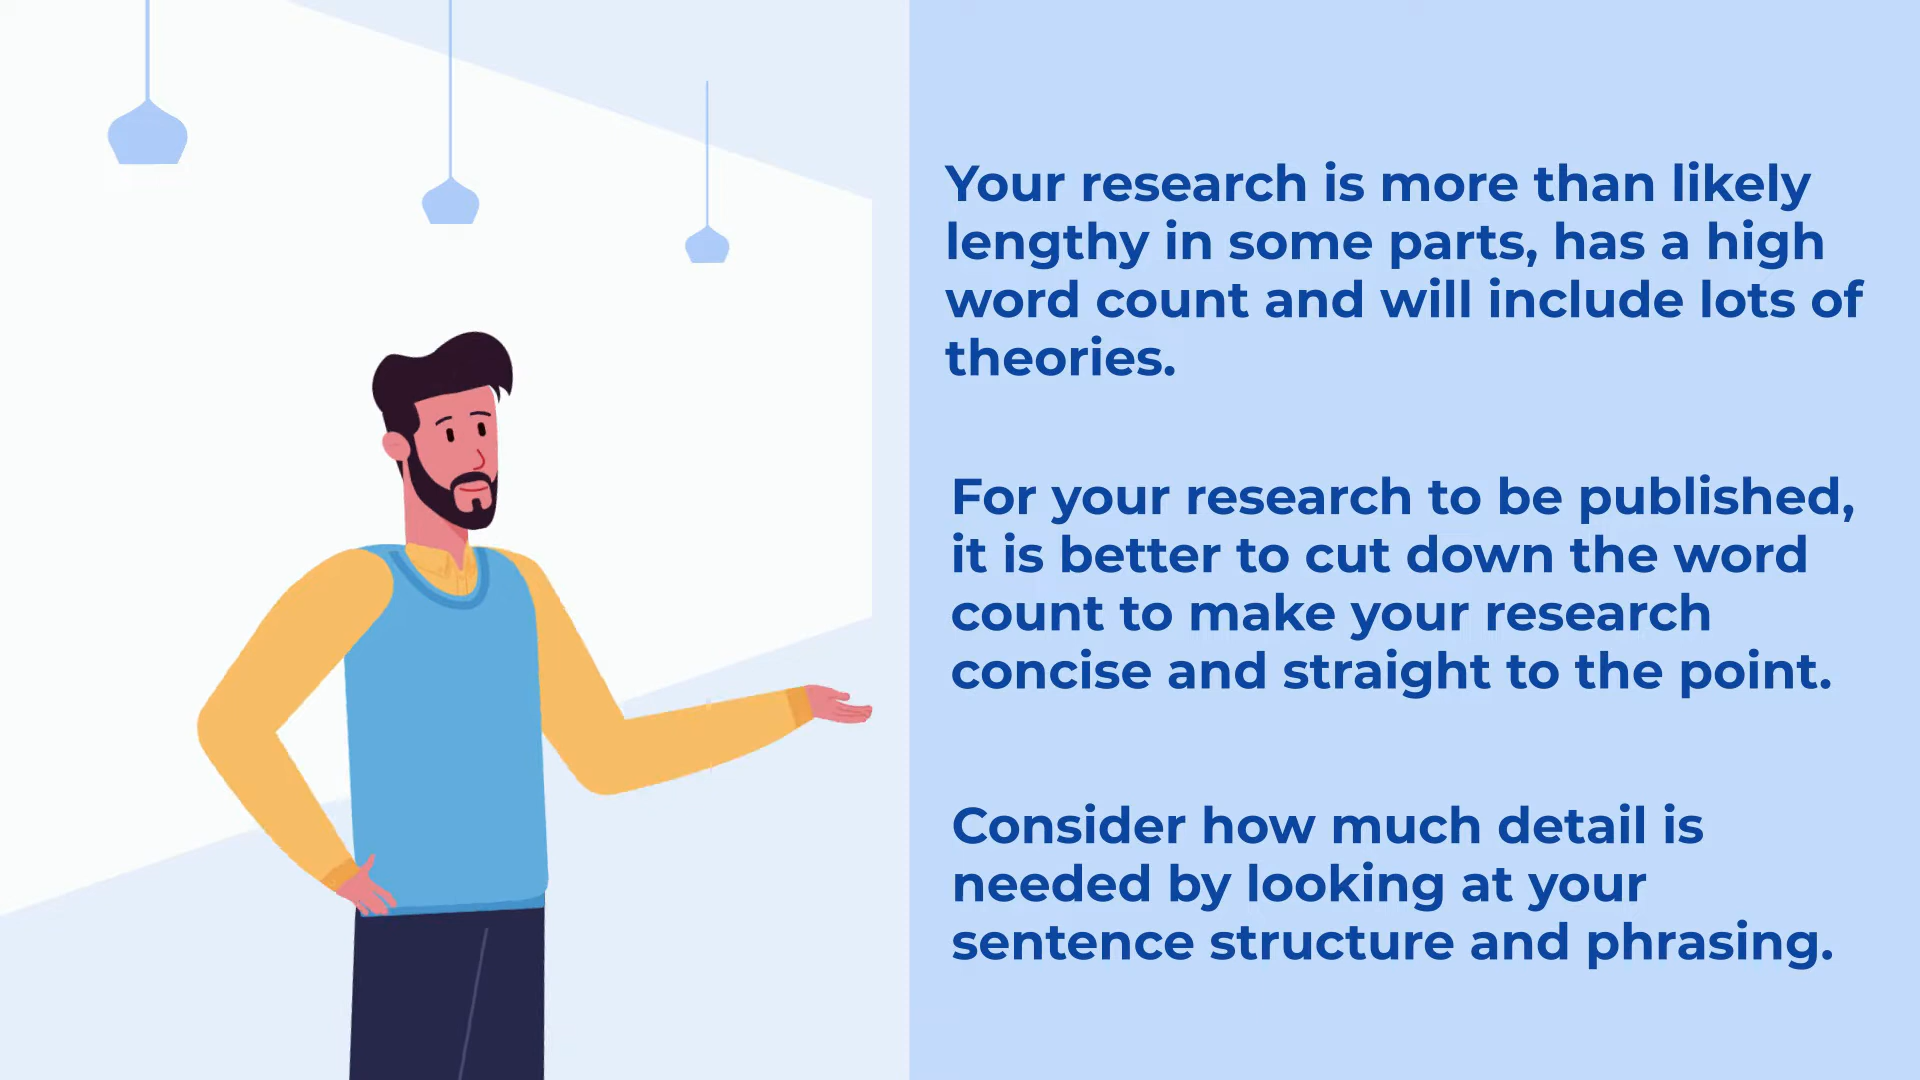 Your research is more than likely
lengthy in some parts, has a high
word count and will include lots of
theories.
For your research to be published,
it is better to cut down the word
count to make your research
concise and straight to the point.
Consider how much detail is
needed by looking at your
sentence structure and phrasing.